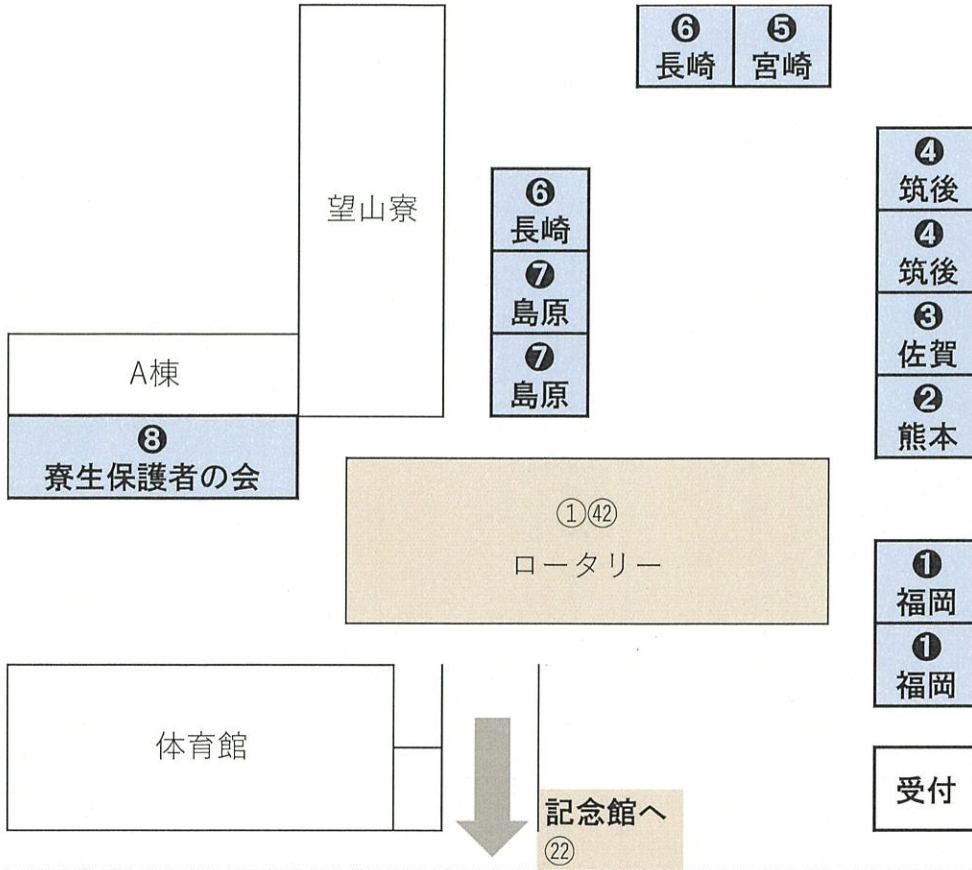 ❻
長崎
❺
宮崎
❹
筑後
❹
筑後
❸
佐賀
❷
熊本
望山寮
❻
長崎
❼
島原
❼
島原
A棟
❽
寮生保護者の会
①㊷
ロータリー
❶
福岡
❶
福岡
体育館
受付
記念館へ
㉒